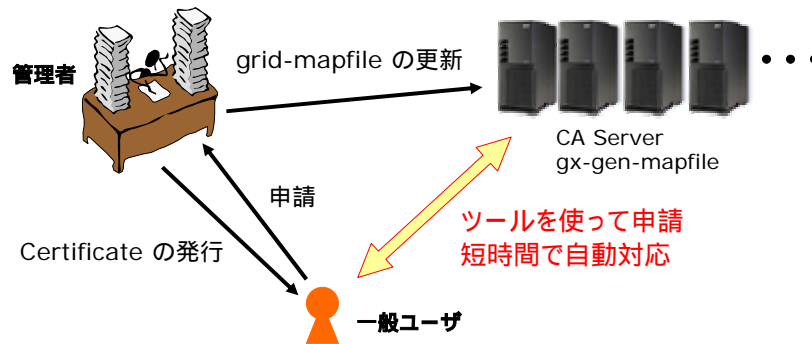 管理者
grid-mapfile の更新
・・・
CA Server
gx-gen-mapfile
申請
ツールを使って申請
短時間で自動対応
Certificate の発行
一般ユーザ